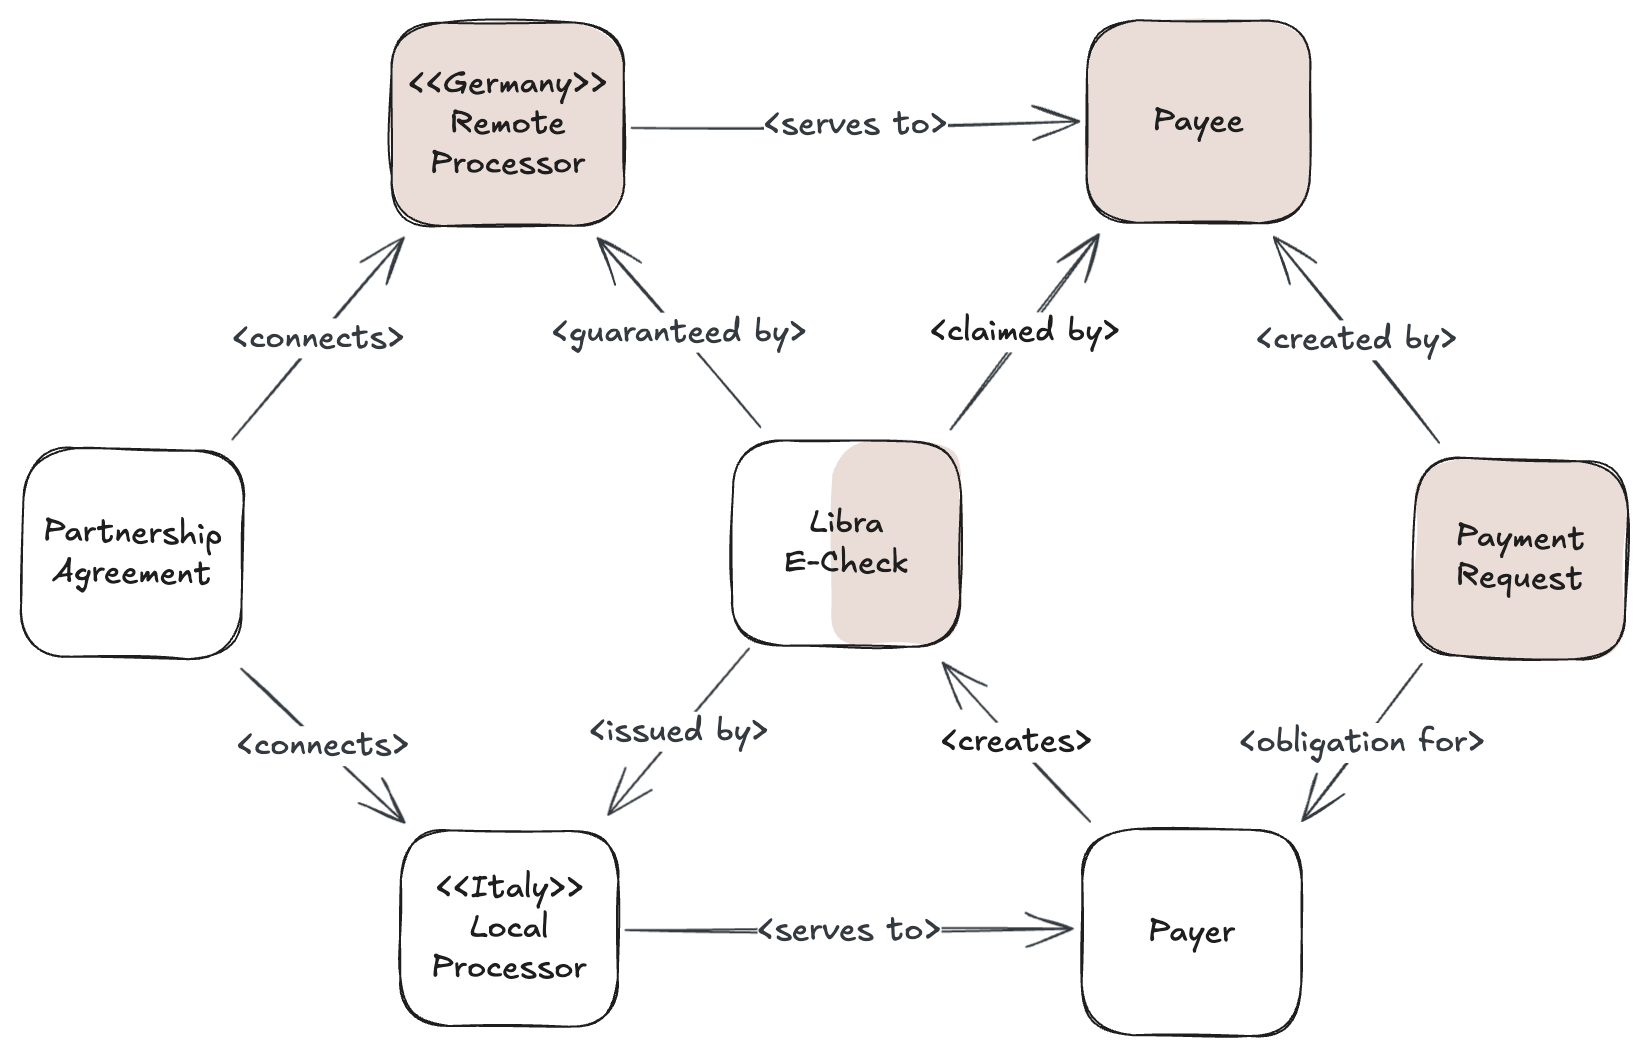 <<Germany>>
Remote
Processor
<serves to>
Payee
<connects>
<guaranteed by>
<claimed by>
<created by>
Partnership
Agreement
Libra
E-Check
Payment
Request
<connects>
<issued by>
<creates>
<obligation for>
<<Italy>>
Local
Processor
<serves to>
Payer